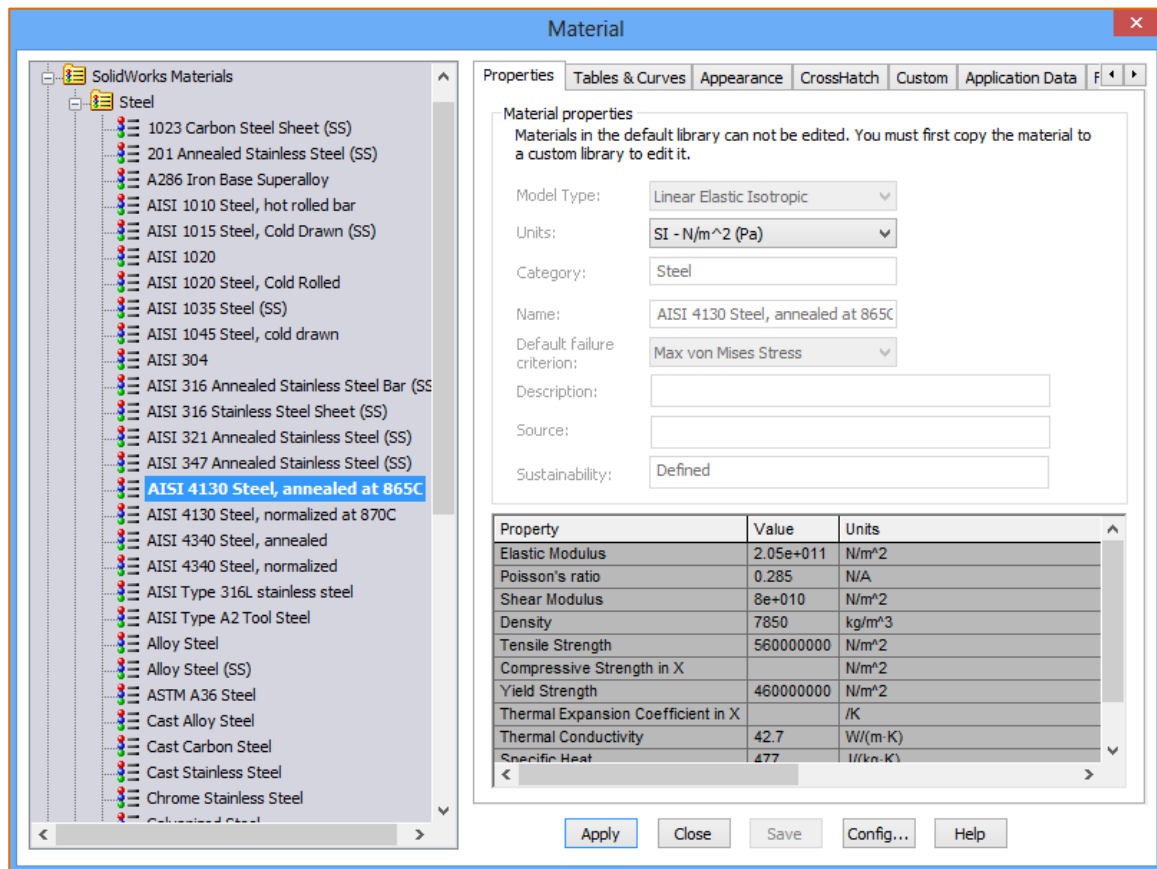 Material
SolidWorks Materials
Steel
1023 Carbon Steel Sheet (SS)
201 Annealed Stainless Steel (SS)
A286 Iron Base Superalloy
AISI 1010 Steel, hot rolled bar
AISI 1015 Steel, Cold Drawn (SS)
AISI 1020
AISI 1020 Steel, Cold Rolled
AISI 1035 Steel (SS)
AISI 1045 Steel, cold drawn
AISI 304
AISI 316 Annealed Stainless Steel Bar (SS
AISI 316 Stainless Steel Sheet (SS)
AISI 321 Annealed Stainless Steel (SS)
AISI 347 Annealed Stainless Steel (SS)
AISI 4130 Steel, annealed at 865C
AISI 4130 Steel, normalized at 870C
AISI 4340 Steel, annealed
AISI 4340 Steel, normalized
AISI Type 316L stainless steel
AISI Type A2 Tool Steel
Alloy Steel
Alloy Steel (SS)
ASTM A36 Steel
Cast Alloy Steel
Cast Carbon Steel
Cast Stainless Steel
Chrome Stainless Steel
Properties Tables & Curves Appearance CrossHatch Custom Application Data F
Material properties
Materials in the default library can not be edited. You must first copy the material to
a custom library to edit it.
Model Type: Linear Elastic Isotropic
Units: SI - N/m^2 (Pa)
Category: Steel
Name: AISI 4130 Steel, annealed at 865C
Default failure
criterion: Max von Mises Stress
Description:
Source:
Sustainability: Defined
Property Value Units
Elastic Modulus 2.05e+011 N/m^2
Poisson's ratio 0.285 N/A
Shear Modulus 8e+010 N/m^2
Density 7850 kg/m^3
Tensile Strength 560000000 N/m^2
Compressive Strength in X N/m^2
Yield Strength 460000000 N/m^2
Thermal Expansion Coefficient in X /K
Thermal Conductivity 42.7 W/(m·K)
Specific Heat 477 J/(kg·K)
Apply Close Save Config... Help